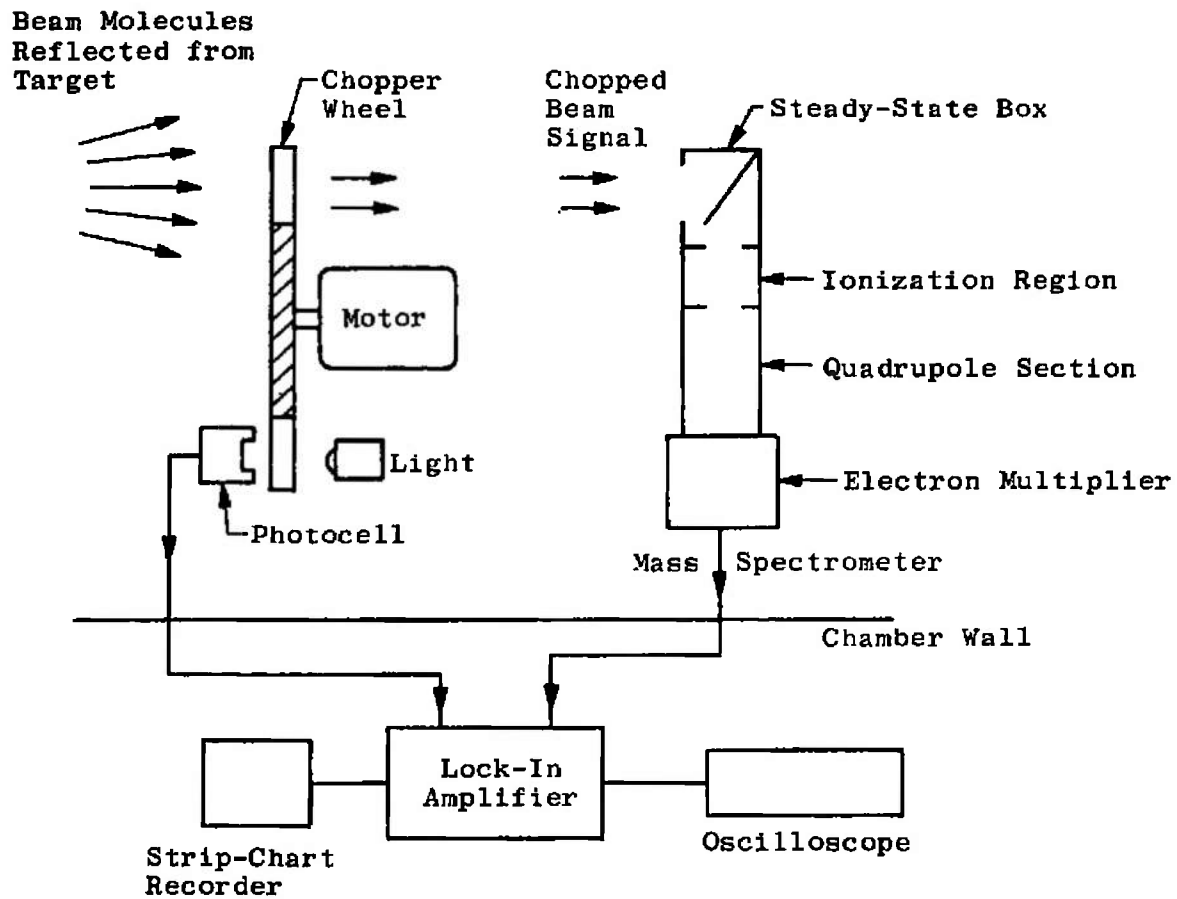 Beam Molecules
Reflected from
Target
Chopper
Wheel
Chopped
Beam
Signal
Steady-State Box
Ionization Region
Motor
Quadrupole Section
Light
Electron Multiplier
Photocell
Mass Spectrometer
Chamber Wall
Lock-In
Amplifier
Strip-Chart
Recorder
Oscilloscope